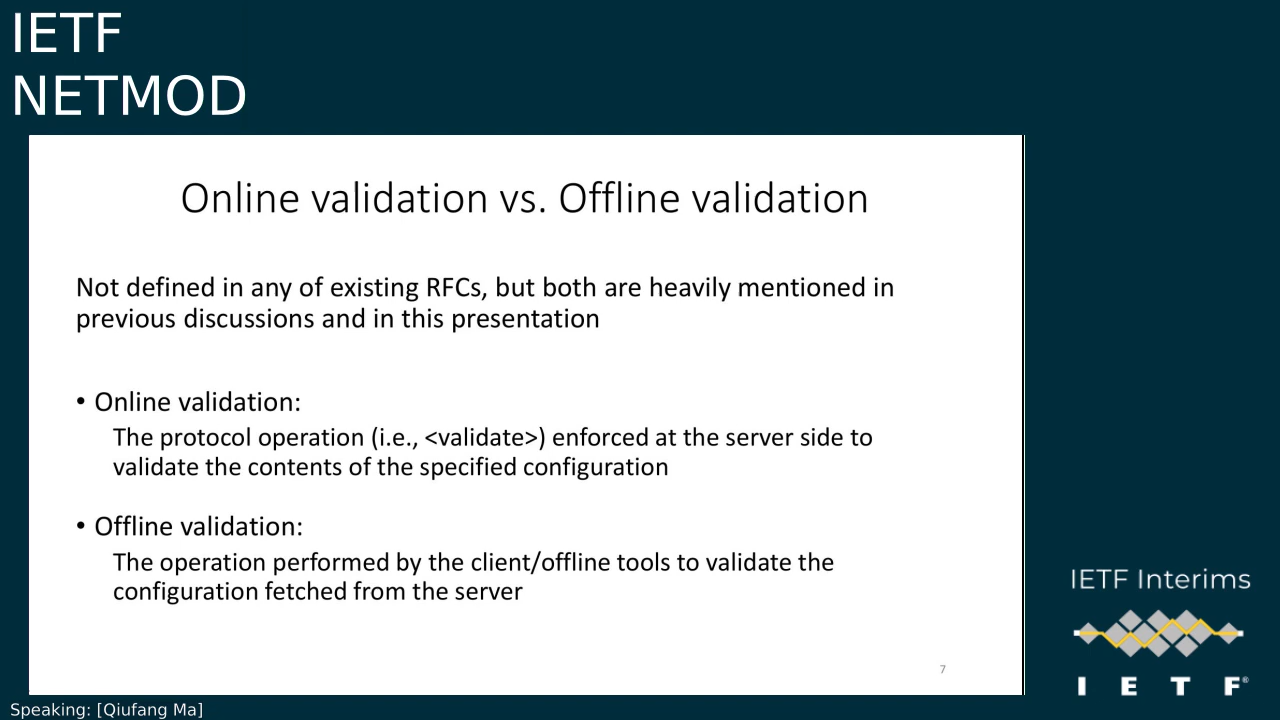 IETF
NETMOD
Online validation vs. Offline validation
Not defined in any of existing RFCs, but both are heavily mentioned in
previous discussions and in this presentation
• Online validation:
The protocol operation (i.e., <validate>) enforced at the server side to
validate the contents of the specified configuration
• Offline validation:
The operation performed by the client/offline tools to validate the
configuration fetched from the server
7
IETF Interims
I E T F®
Speaking: [Qiufang Ma]